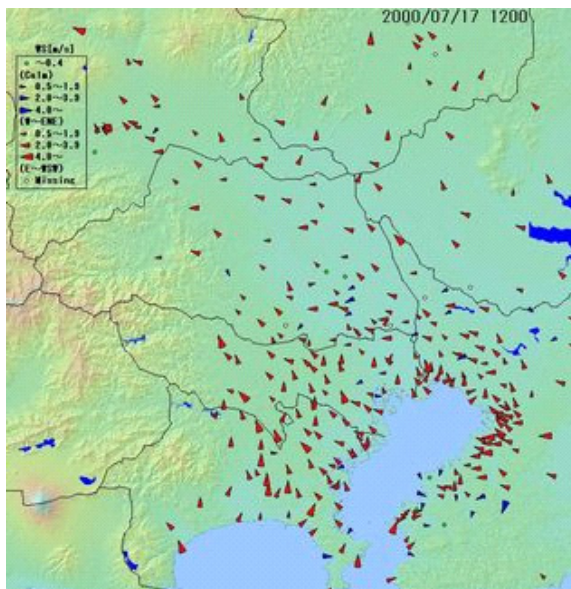 2000/07/17 1200
WS[m/s]
～0.4
(Calm)
0.5～1.9
2.0～3.9
4.0～
(W～ENE)
0.5～1.9
2.0～3.9
4.0～
(E～WSW)
Missing